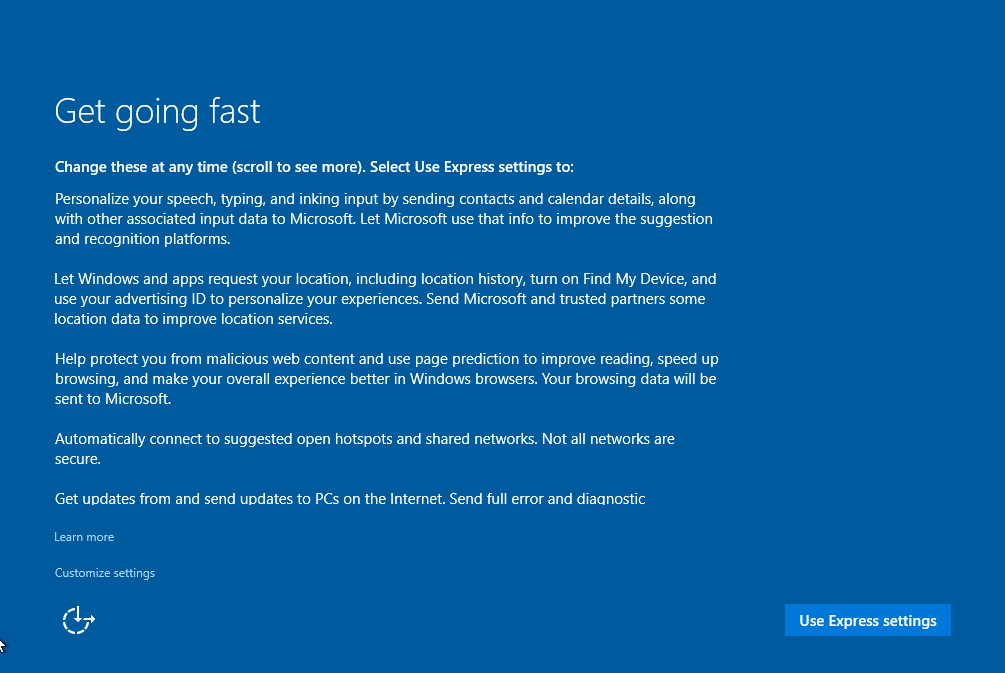 Get going fast
Change these at any time (scroll to see more). Select Use Express settings to:
Personalize your speech, typing, and inking input by sending contacts and calendar details, along
with other associated input data to Microsoft. Let Microsoft use that info to improve the suggestion
and recognition platforms.
Let Windows and apps request your location, including location history, turn on Find My Device, and
use your advertising ID to personalize your experiences. Send Microsoft and trusted partners some
location data to improve location services.
Help protect you from malicious web content and use page prediction to improve reading, speed up
browsing, and make your overall experience better in Windows browsers. Your browsing data will be
sent to Microsoft.
Automatically connect to suggested open hotspots and shared networks. Not all networks are
secure.
Get updates from and send updates to PCs on the Internet. Send full error and diagnostic
Learn more
Customize settings
Use Express settings